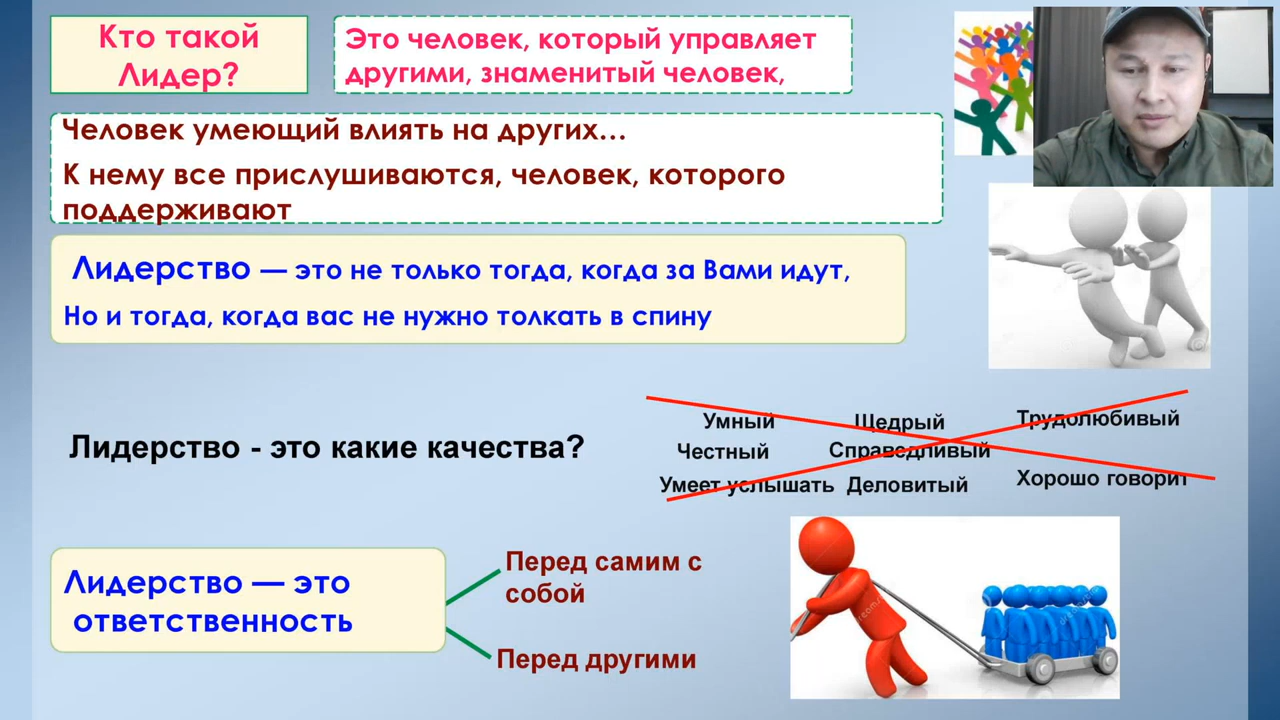 Кто такой
Лидер?
Это человек, который управляет
другими, знаменитый человек,
Человек умеющий влиять на других...
К нему все прислушиваются, человек, которого
поддерживают
Лидерство — это не только тогда, когда за Вами идут,
Но и тогда, когда вас не нужно толкать в спину
Лидерство - это какие качества?
Умный Щедрый Трудолюбивый
Честный Справедливый
Умеет услышать Деловитый Хорошо говорит
Лидерство — это
ответственность
Перед самим с
собой
Перед другими